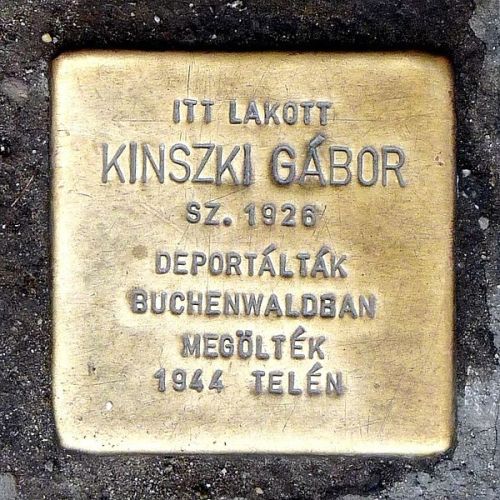 ITT LAKOTT
KINSZKI GÁBOR
SZ. 1926
DEPORTÁLTÁK
BUCHENWALDBAN
MEGÖLTÉK
1944 TELÉN